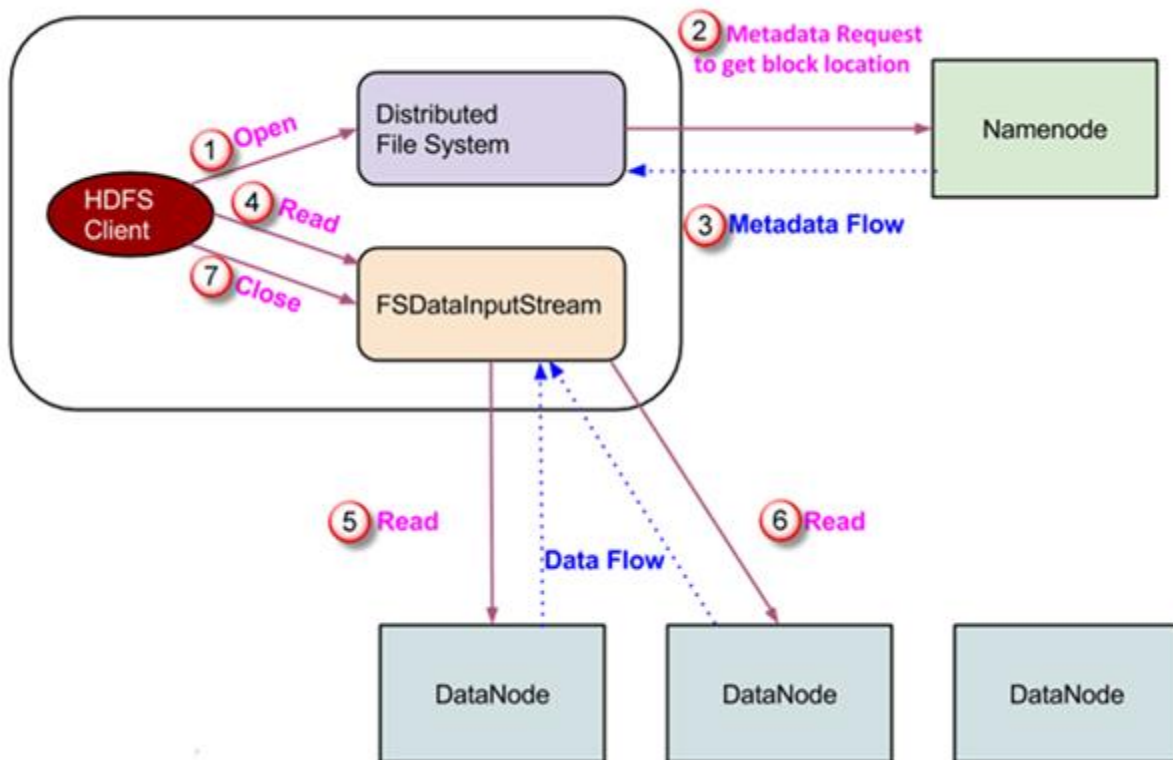 2 Metadata Request
to get block location
Distributed
File System
Namenode
1 Open
HDFS
Client
4 Read
3 Metadata Flow
7 Close
FSDataInputStream
5 Read
6 Read
Data Flow
DataNode
DataNode
DataNode